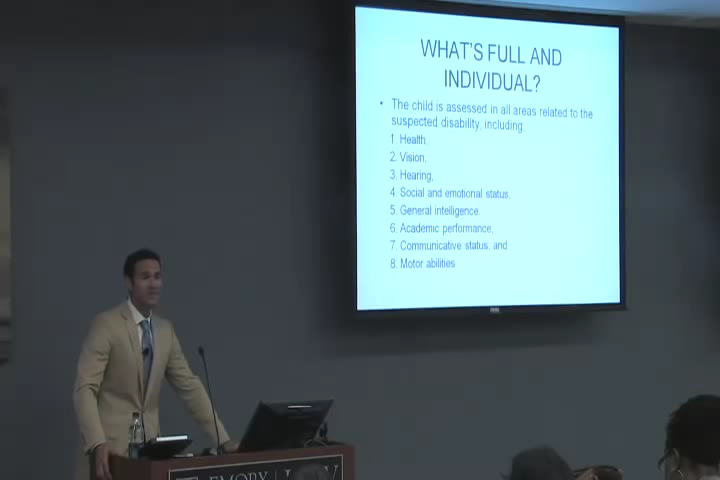 WHAT'S FULL AND
INDIVIDUAL?
• The child is assessed in all areas related to the
suspected disability, including:
1. Health,
2. Vision,
3. Hearing,
4. Social and emotional status,
5. General intelligence,
6. Academic performance,
7. Communicative status, and
8. Motor abilities
EMORY | LAW